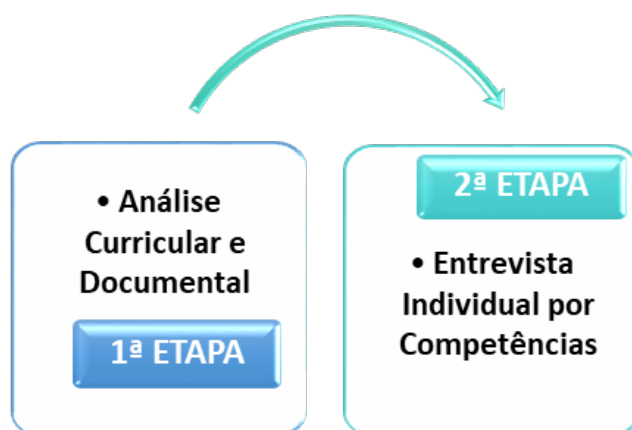 • Análise
Curricular e
Documental
1ª ETAPA
2ª ETAPA
• Entrevista
Individual por
Competências